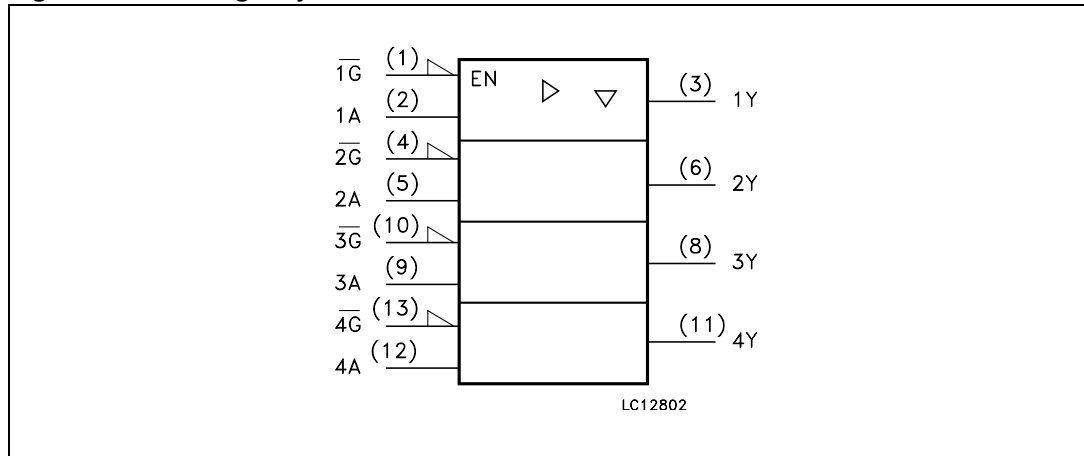 1G̅ (1)
EN
(3) 1Y
1A (2)
2G̅ (4)
(6) 2Y
2A (5)
3G̅ (10)
(8) 3Y
3A (9)
4G̅ (13)
(11) 4Y
4A (12)
LC12802